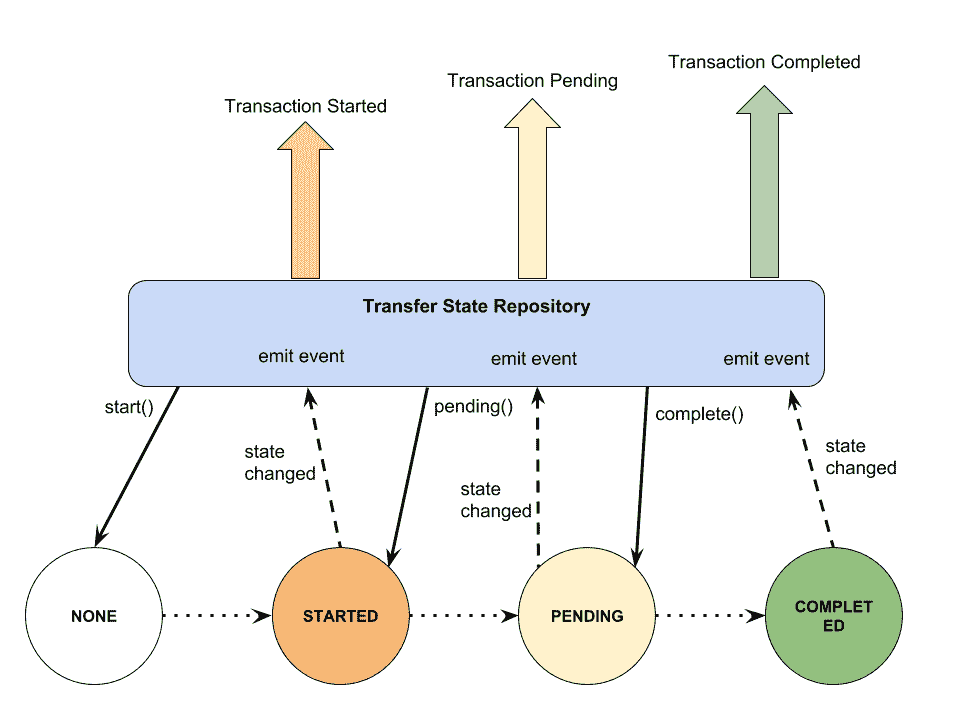 Transaction Completed
Transaction Pending
Transaction Started
Transfer State Repository
emit event
emit event
emit event
start()
pending()
complete()
state
changed
state
changed
state
changed
NONE
STARTED
PENDING
COMPLET
ED